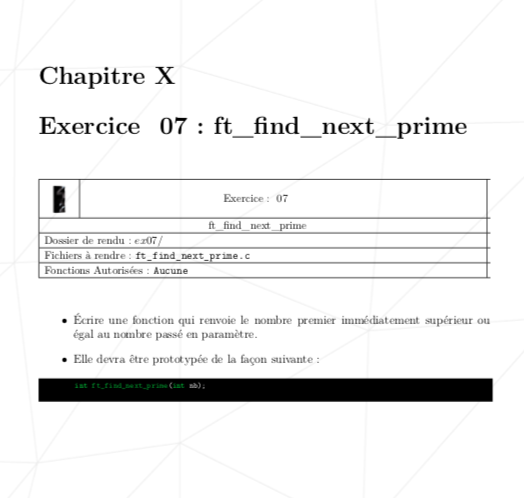 Chapitre X
Exercice 07 : ft_find_next_prime
Exercice : 07
ft_find_next_prime
Dossier de rendu : ex07/
Fichiers à rendre : ft_find_next_prime.c
Fonctions Autorisées : Aucune
• Écrire une fonction qui renvoie le nombre premier immédiatement supérieur ou
égal au nombre passé en paramètre.
• Elle devra être prototypée de la façon suivante :
int ft_find_next_prime(int nb);